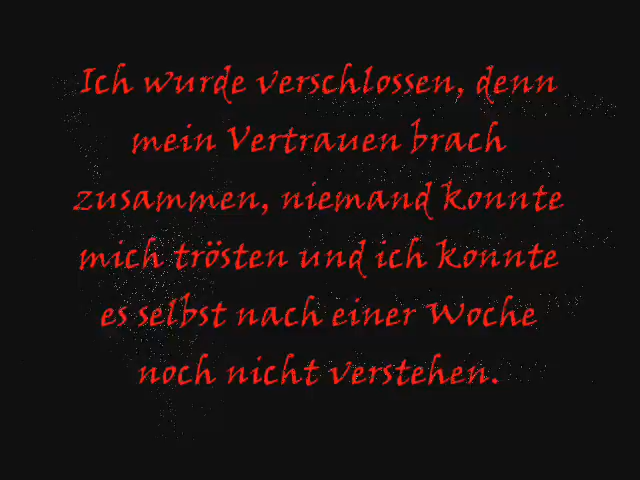 Ich wurde verschlossen, denn
mein Vertrauen brach
zusammen, niemand konnte
mich trösten und ich konnte
es selbst nach einer Woche
noch nicht verstehen.